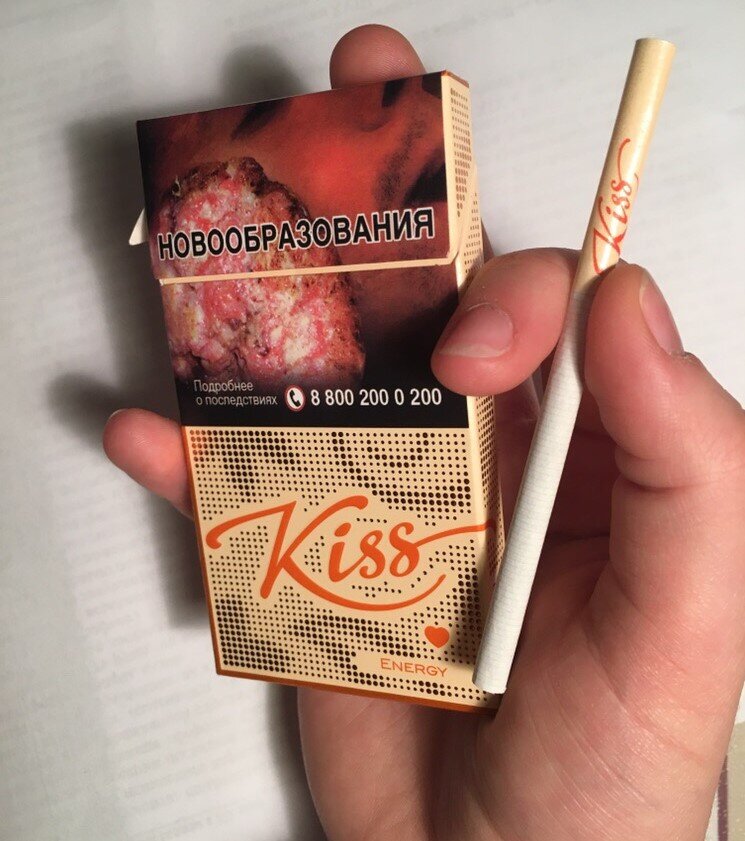 НОВООБРАЗОВАНИЯ
Подробнее
о последствиях 8 800 200 0 200
Kiss
ENERGY
Kiss